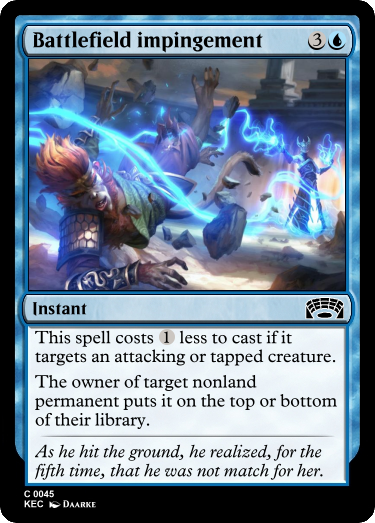 Battlefield impingement 3
Instant
This spell costs 1 less to cast if it
targets an attacking or tapped creature.
The owner of target nonland
permanent puts it on the top or bottom
of their library.
As he hit the ground, he realized, for the
fifth time, that he was not match for her.
C 0045
KEC DAARKE